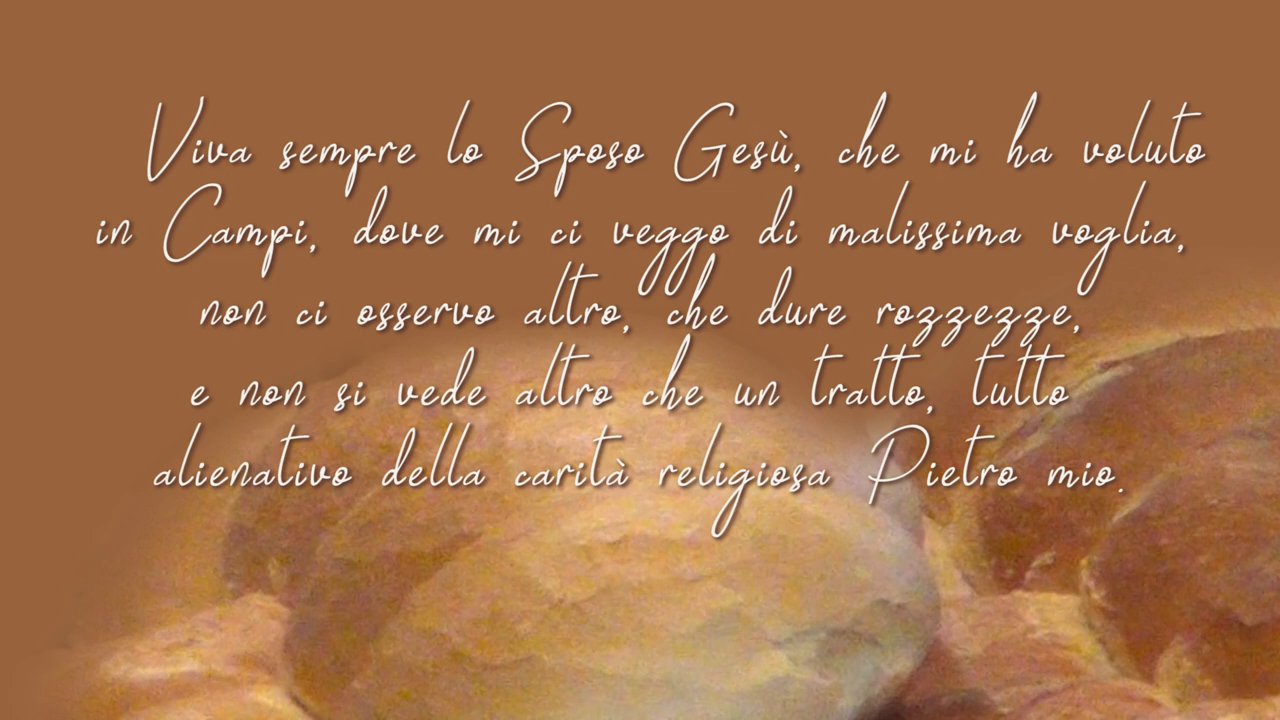 Viva sempre lo Sposo Gesù, che mi ha voluto
in Campi, dove mi ci veggo di malissima voglia,
non ci osservo altro, che dure rozzezze,
e non si vede altro che un tratto, tutto
alienativo della carità religiosa Pietro mio.